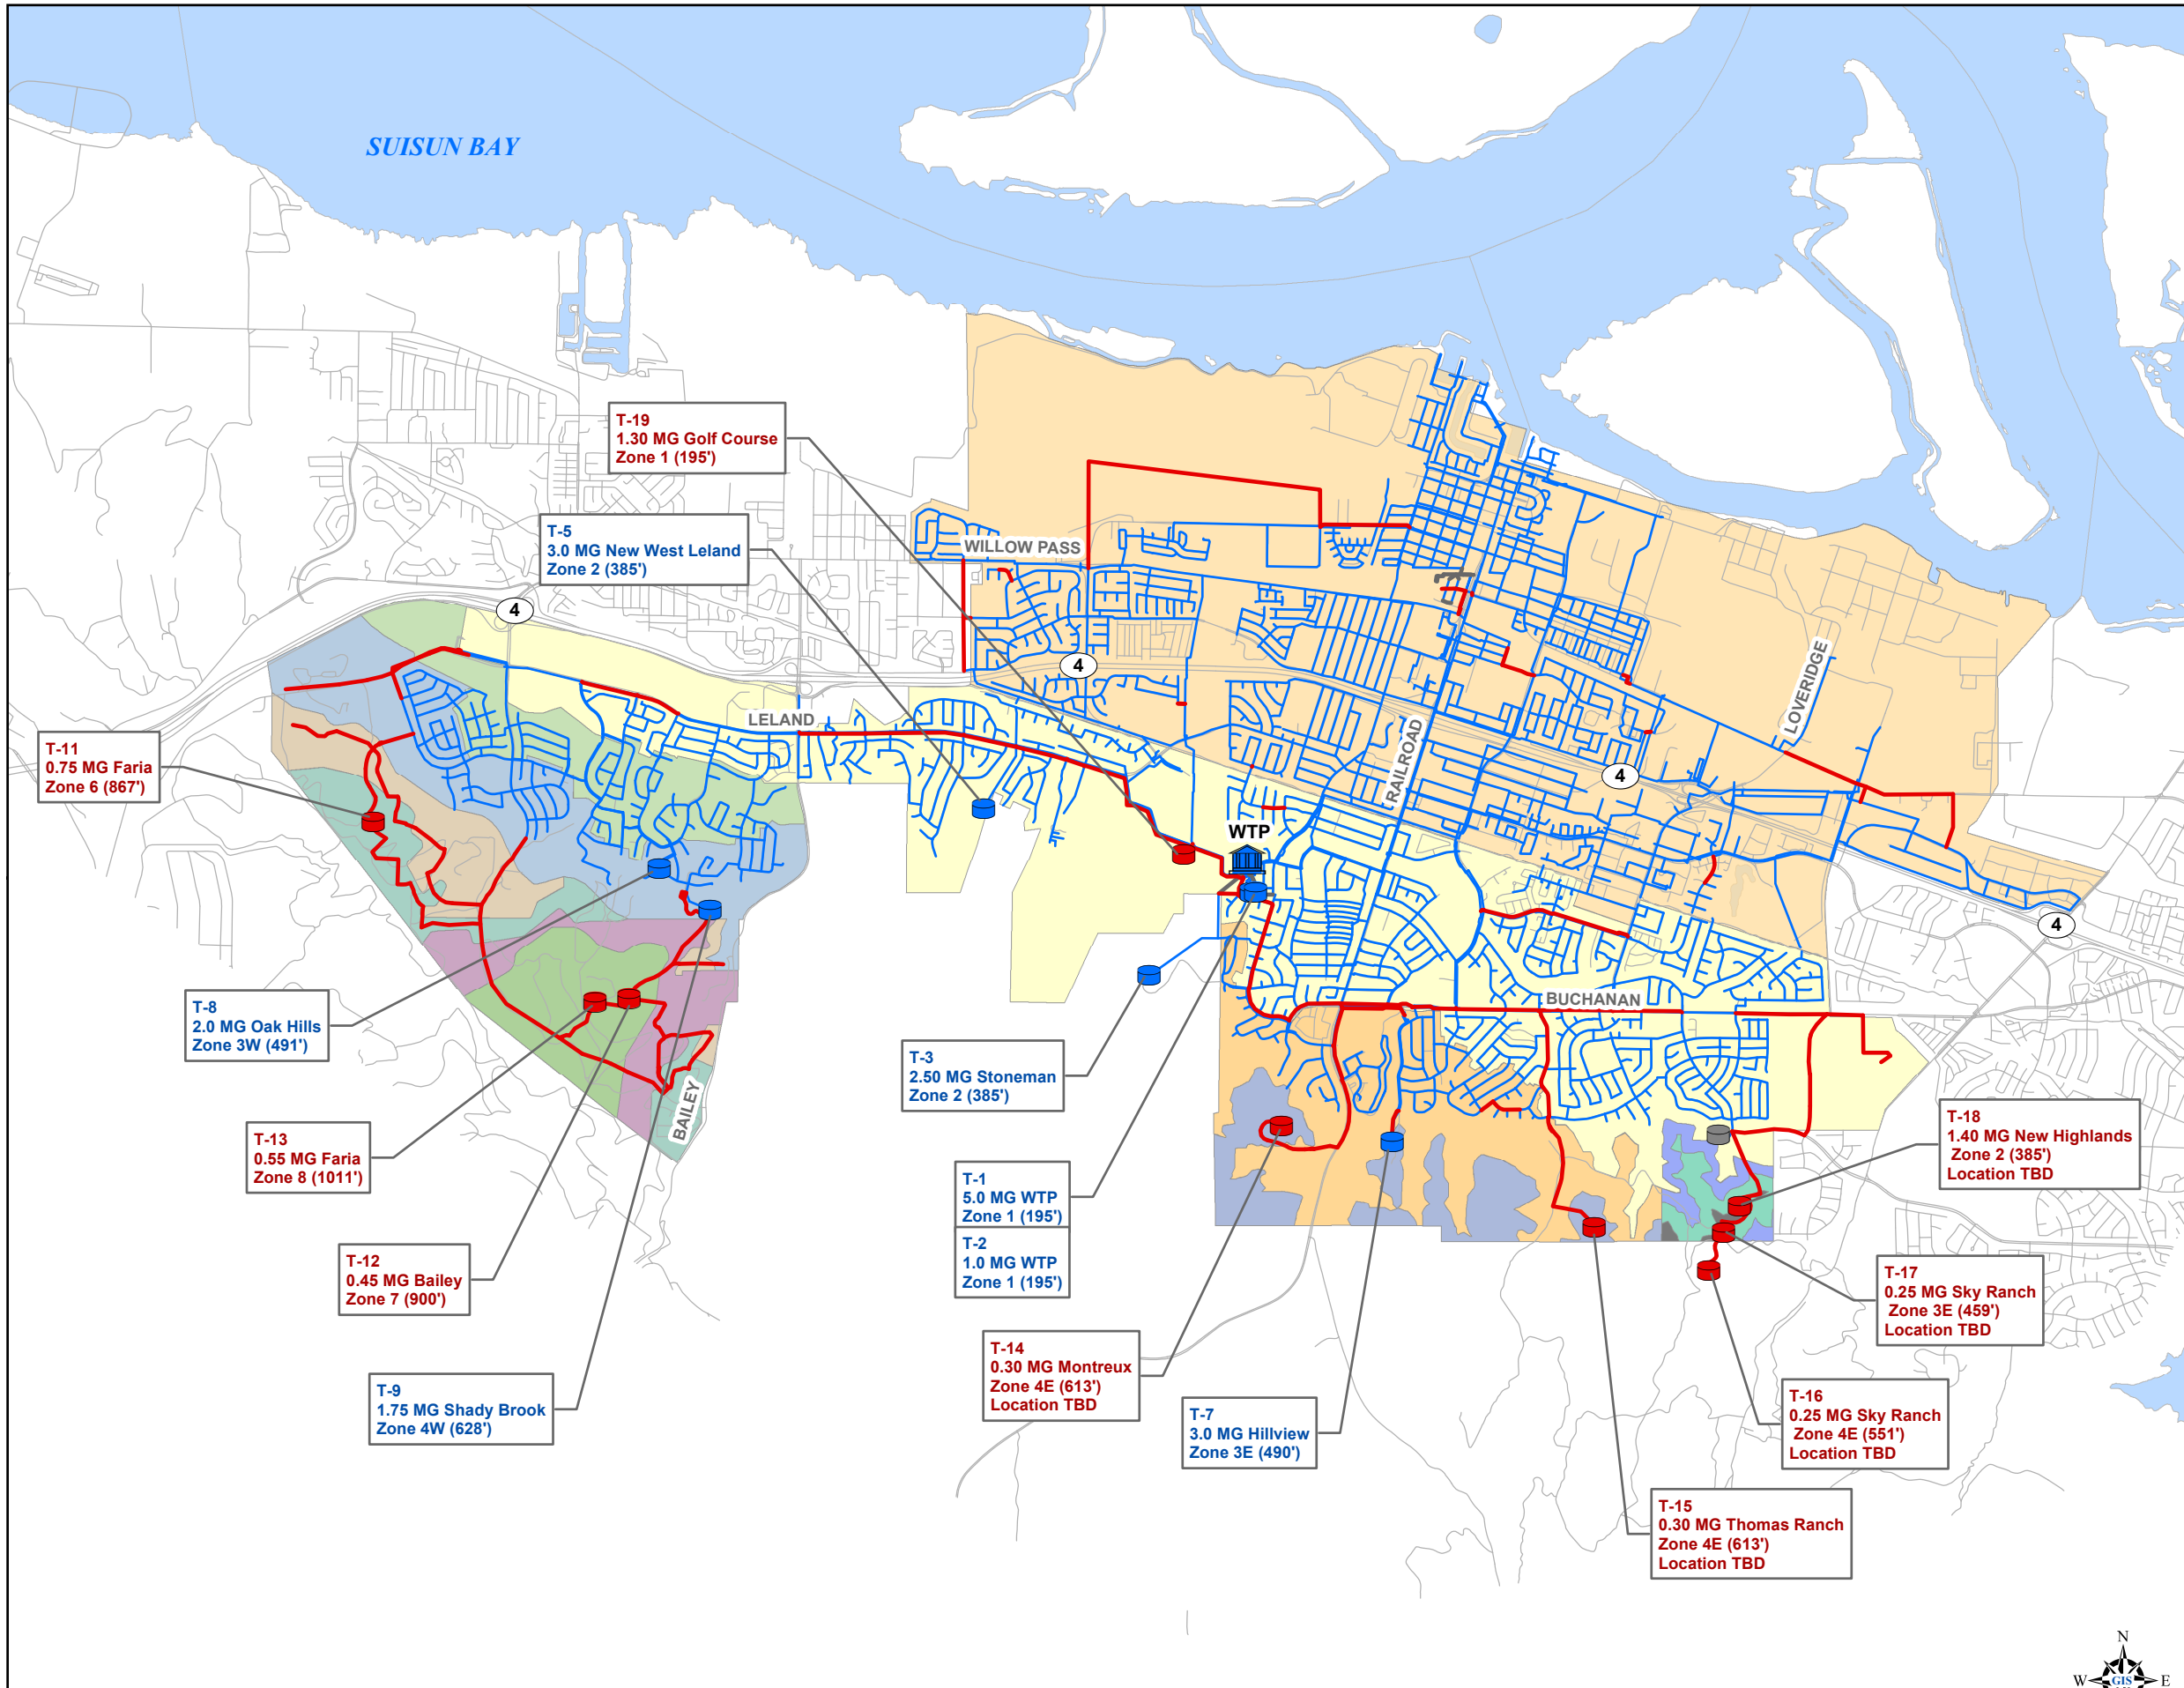 SUISUN BAY
T-19
1.30 MG Golf Course
Zone 1 (195')
T-5
3.0 MG New West Leland
Zone 2 (385')
WILLOW PASS
4
4
LOVERIDGE
LELAND
RAILROAD
T-11
0.75 MG Faria
Zone 6 (867')
4
WTP
4
T-8
2.0 MG Oak Hills
Zone 3W (491')
BUCHANAN
T-3
2.50 MG Stoneman
Zone 2 (385')
BAILEY
T-18
1.40 MG New Highlands
Zone 2 (385')
Location TBD
T-13
0.55 MG Faria
Zone 8 (1011')
T-1
5.0 MG WTP
Zone 1 (195')
T-2
1.0 MG WTP
Zone 1 (195')
T-12
0.45 MG Bailey
Zone 7 (900')
T-17
0.25 MG Sky Ranch
Zone 3E (459')
Location TBD
T-14
0.30 MG Montreux
Zone 4E (613')
Location TBD
T-9
1.75 MG Shady Brook
Zone 4W (628')
T-7
3.0 MG Hillview
Zone 3E (490')
T-16
0.25 MG Sky Ranch
Zone 4E (551')
Location TBD
T-15
0.30 MG Thomas Ranch
Zone 4E (613')
Location TBD
N
W GIS E